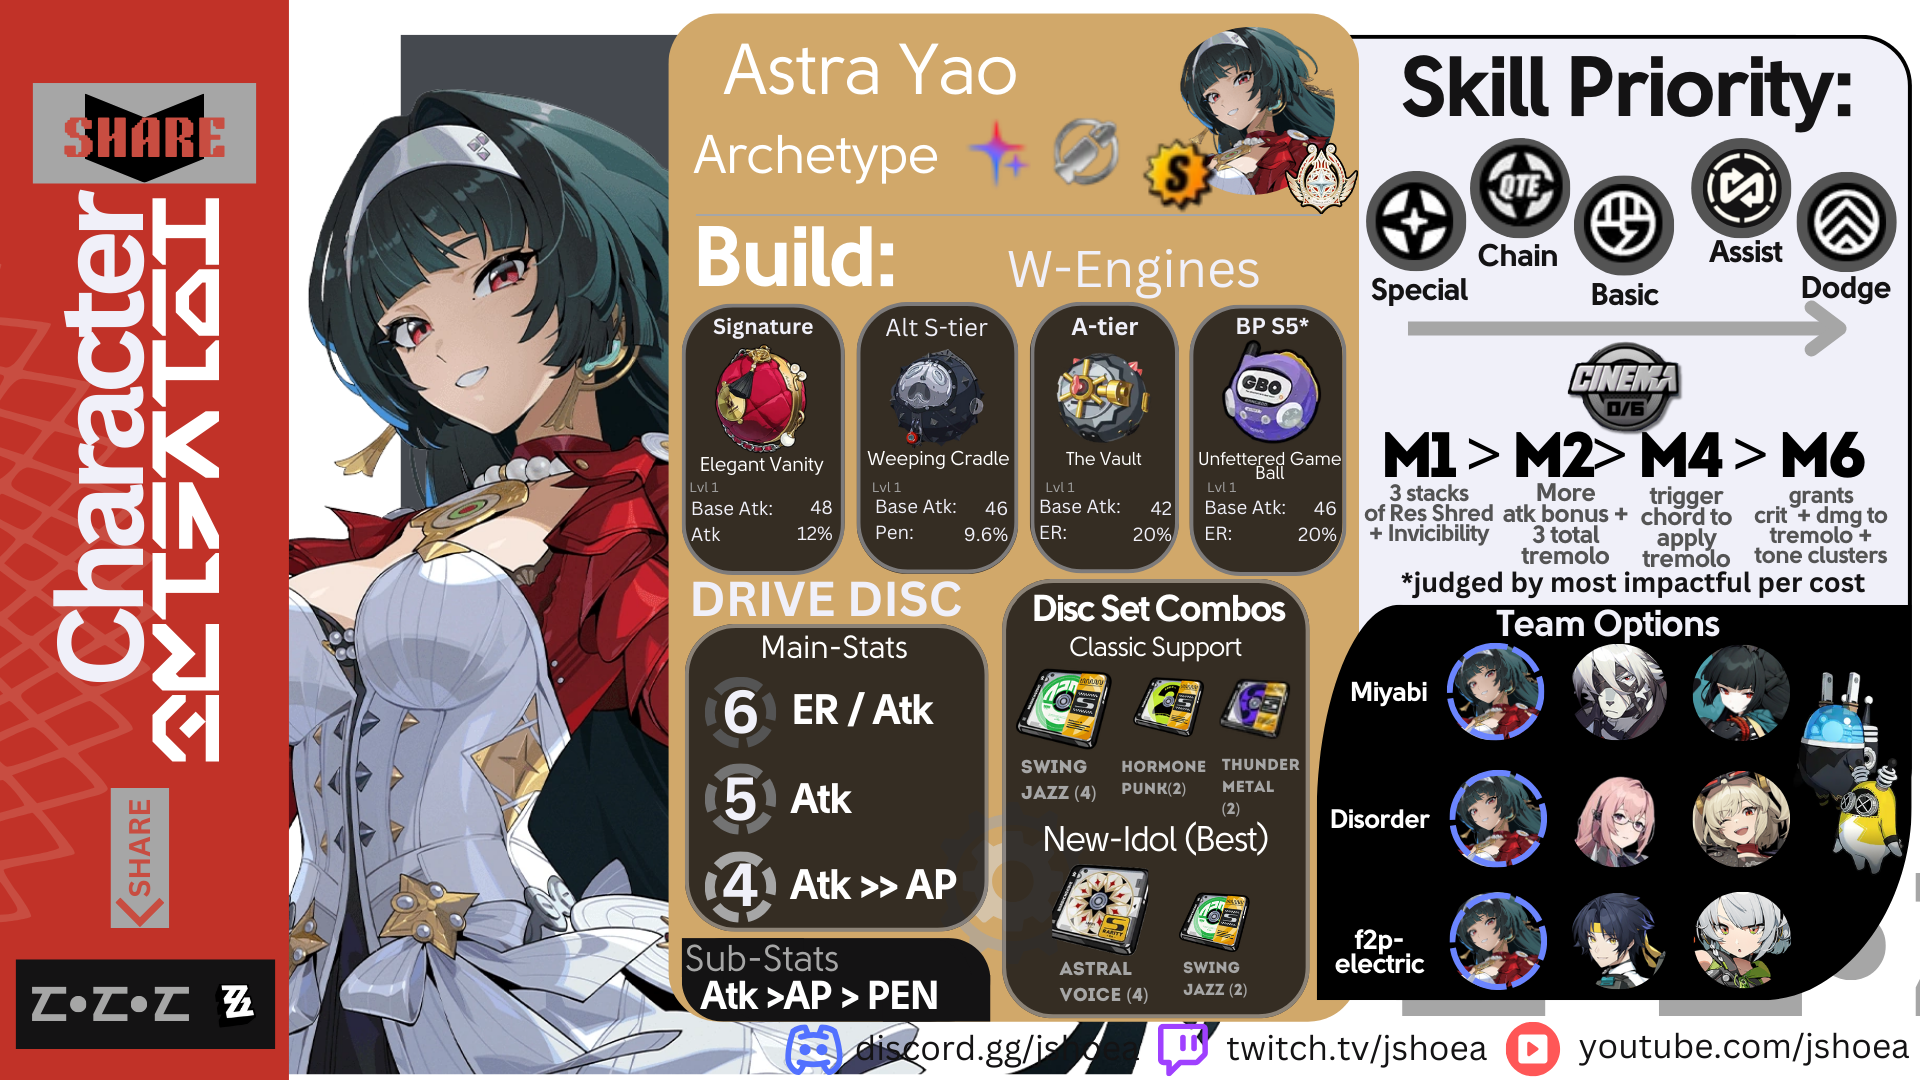 SHARE
Character
SHARE
Z•Z•Z
Astra Yao
Archetype
S
Build:
W-Engines
Signature
Elegant Vanity
Lvl 1
Base Atk: 48
Atk 12%
Alt S-tier
Weeping Cradle
Lvl 1
Base Atk: 46
Pen: 9.6%
A-tier
The Vault
Lvl 1
Base Atk: 42
ER: 20%
BP S5*
GBO
Unfettered Game
Ball
Lvl 1
Base Atk: 46
ER: 20%
DRIVE DISC
Main-Stats
6 ER / Atk
5 Atk
4 Atk >> AP
Sub-Stats
Atk >AP > PEN
Disc Set Combos
Classic Support
SWING
JAZZ (4)
HORMONE
PUNK(2)
THUNDER
METAL
(2)
New-Idol (Best)
ASTRAL
VOICE (4)
SWING
JAZZ (2)
Skill Priority:
Special
QTE
Chain
Basic
Assist
Dodge
CINEMA
0/6
M1 > M2> M4 > M6
3 stacks
of Res Shred
+ Invicibility
More
atk bonus +
3 total
tremolo
trigger
chord to
apply
tremolo
grants
crit + dmg to
tremolo +
tone clusters
*judged by most impactful per cost
Team Options
Miyabi
Disorder
f2p-
electric
discord.gg/jshoea
twitch.tv/jshoea
youtube.com/jshoea